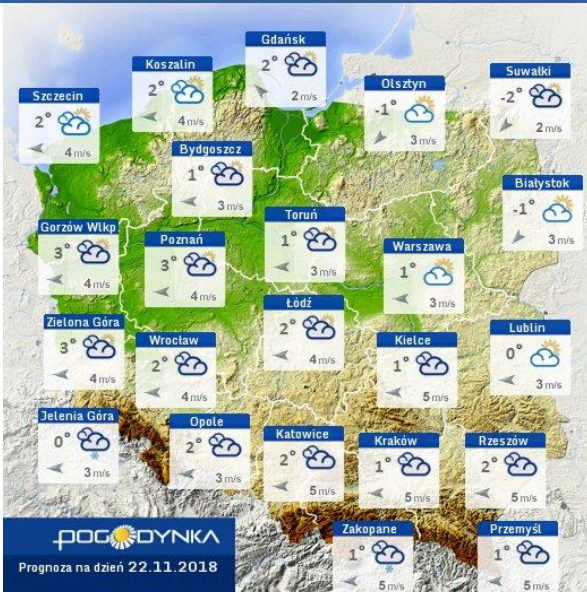 Gdańsk
2°
2 m/s
Koszalin
2°
4 m/s
Suwałki
-2°
2 m/s
Olsztyn
-1°
3 m/s
Szczecin
2°
4 m/s
Bydgoszcz
1°
3 m/s
Białystok
-1°
3 m/s
Toruń
1°
3 m/s
Gorzów Wlkp
3°
4 m/s
Poznań
3°
4 m/s
Warszawa
1°
3 m/s
Łódź
2°
4 m/s
Zielona Góra
3°
4 m/s
Wrocław
2°
4 m/s
Kielce
1°
5 m/s
Lublin
0°
3 m/s
Jelenia Góra
0°
3 m/s
Opole
2°
3 m/s
Katowice
2°
5 m/s
Kraków
1°
5 m/s
Rzeszów
2°
5 m/s
Zakopane
1°
5 m/s
Przemyśl
1°
5 m/s
POGODYNKA
Prognoza na dzień 22.11.2018